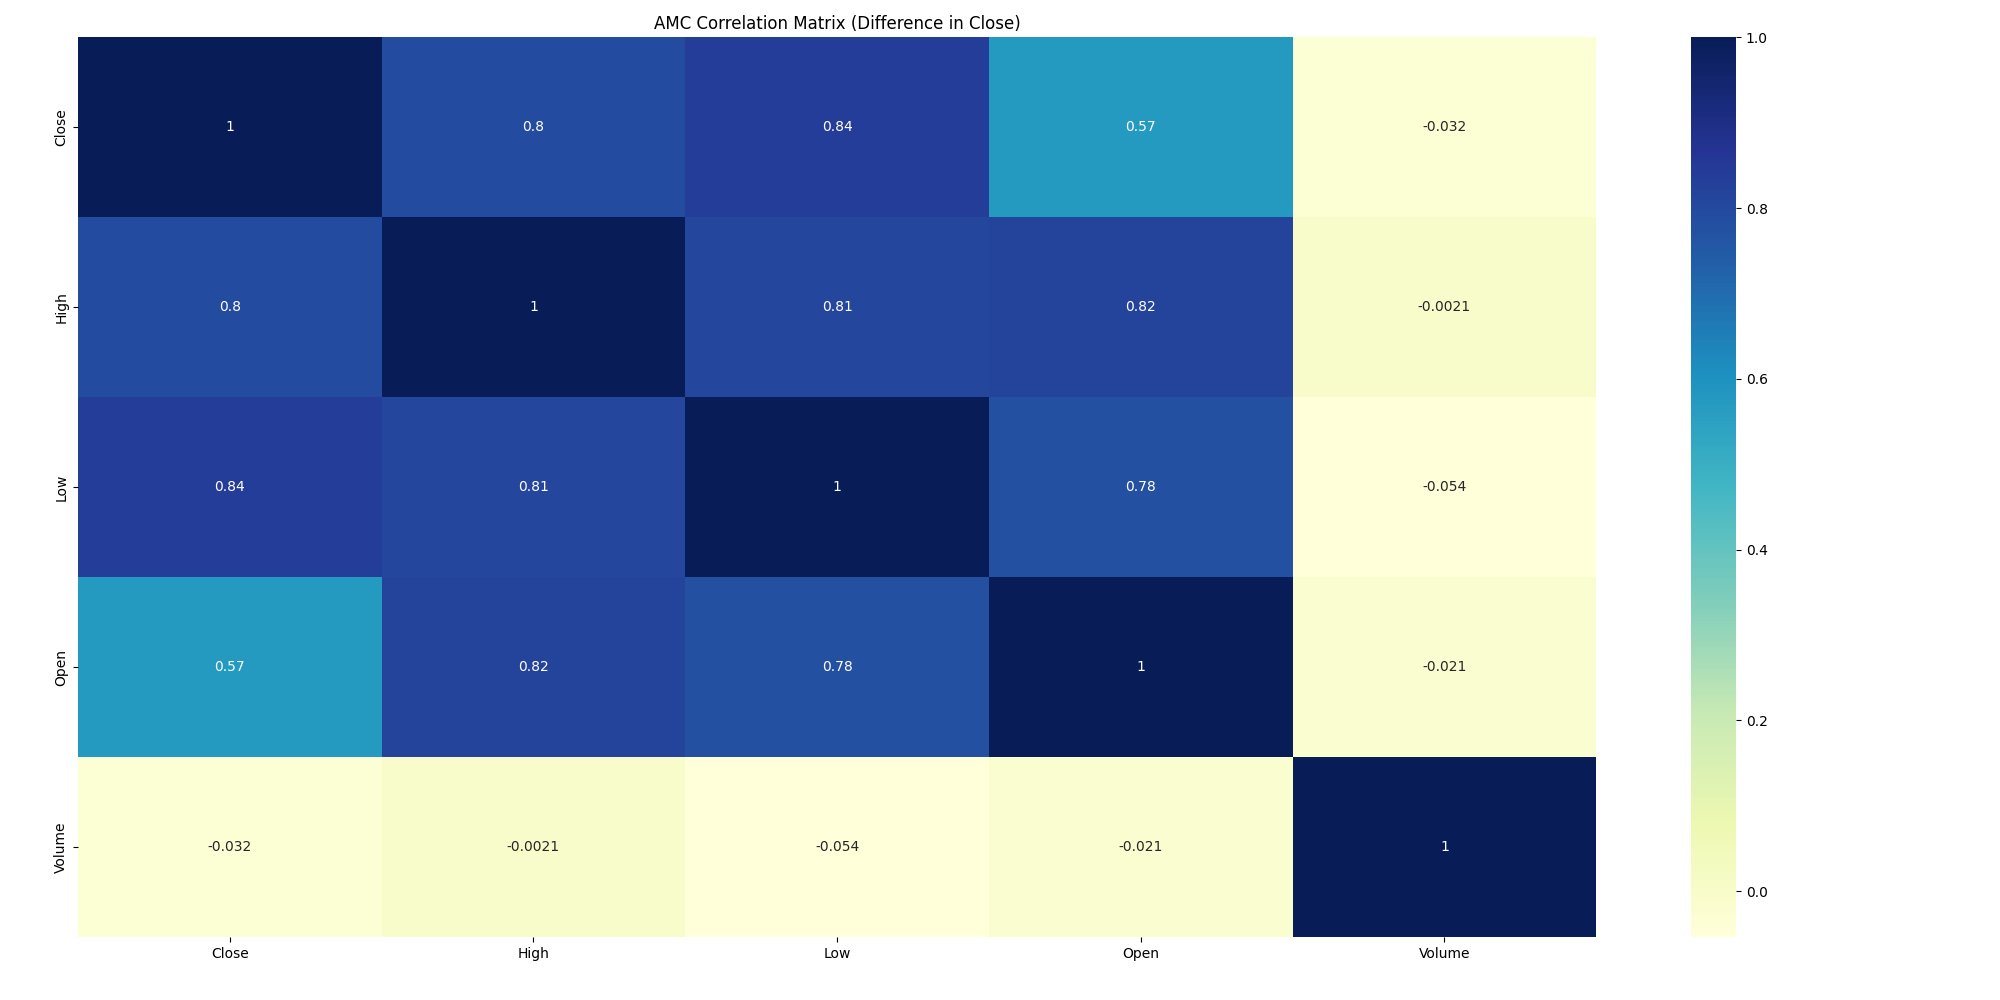 AMC Correlation Matrix (Difference in Close)
Close
1
0.8
0.84
0.57
-0.032
High
0.8
1
0.81
0.82
-0.0021
Low
0.84
0.81
1
0.78
-0.054
Open
0.57
0.82
0.78
1
-0.021
Volume
-0.032
-0.0021
-0.054
-0.021
1
Close
High
Low
Open
Volume
1.0
0.8
0.6
0.4
0.2
0.0